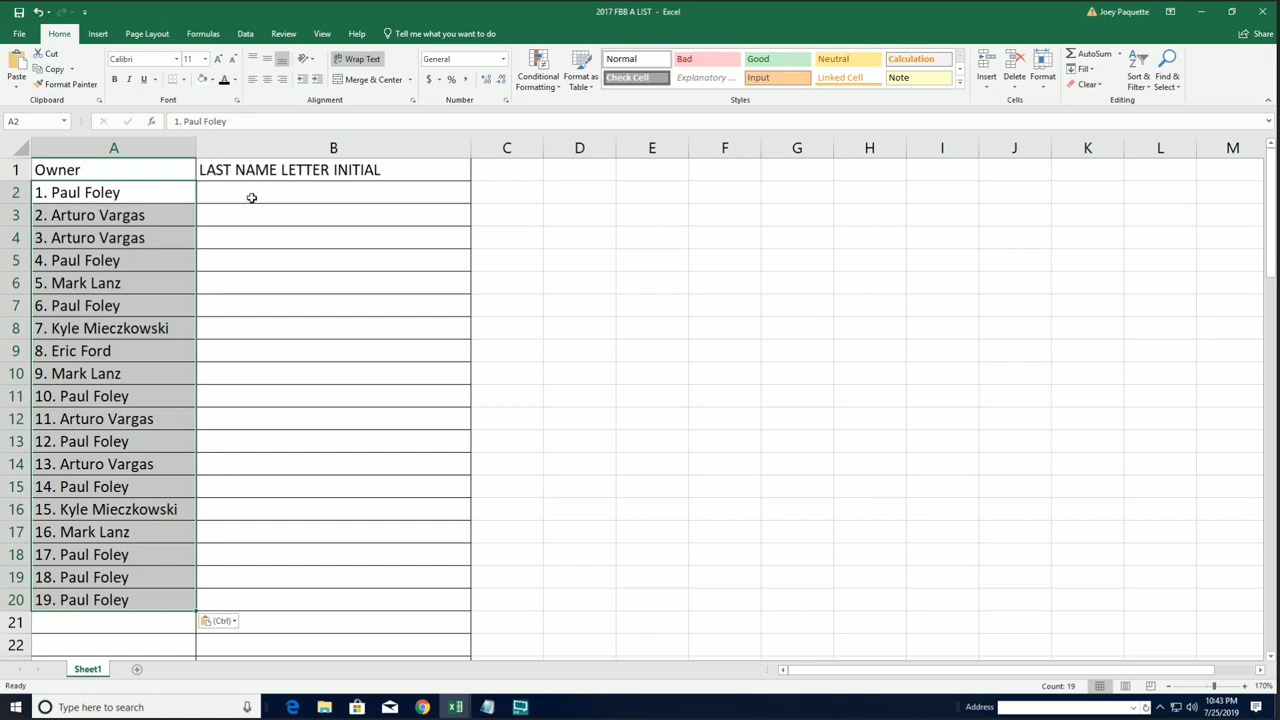 2017 FBB A LIST - Excel
Joey Paquette
File Home Insert Page Layout Formulas Data Review View Help Tell me what you want to do
Share
Paste
Cut
Copy
Format Painter
Clipboard
Calibri 11
B I U
Font
Wrap Text
Merge & Center
Alignment
General
$ % ,
Number
Conditional Formatting
Format as Table
Normal Bad Good Neutral Calculation
Check Cell Explanatory ... Input Linked Cell Note
Styles
Insert Delete Format
Cells
AutoSum
Fill
Clear
Sort & Filter
Find & Select
Editing
A2
fx
1. Paul Foley
A B C D E F G H I J K L M
1 Owner LAST NAME LETTER INITIAL
2 1. Paul Foley
3 2. Arturo Vargas
4 3. Arturo Vargas
5 4. Paul Foley
6 5. Mark Lanz
7 6. Paul Foley
8 7. Kyle Mieczkowski
9 8. Eric Ford
10 9. Mark Lanz
11 10. Paul Foley
12 11. Arturo Vargas
13 12. Paul Foley
14 13. Arturo Vargas
15 14. Paul Foley
16 15. Kyle Mieczkowski
17 16. Mark Lanz
18 17. Paul Foley
19 18. Paul Foley
20 19. Paul Foley
21 (Ctrl)
22
Sheet1
Ready
Count: 19
170%
Type here to search
Address
10:43 PM
7/25/2019